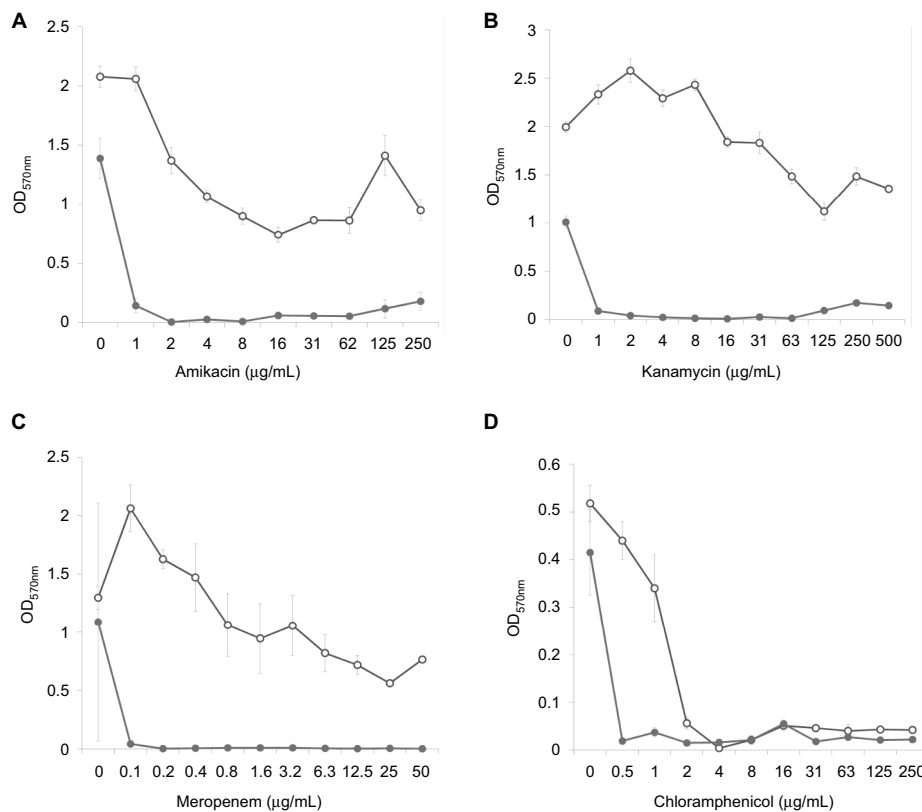 A
2.5
2
1.5
1
0.5
0
OD570nm
0 1 2 4 8 16 31 62 125 250
Amikacin (μg/mL)
B
3
2.5
2
1.5
1
0.5
0
OD570nm
0 1 2 4 8 16 31 63 125 250 500
Kanamycin (μg/mL)
C
2.5
2
1.5
1
0.5
0
OD570nm
0 0.1 0.2 0.4 0.8 1.6 3.2 6.3 12.5 25 50
Meropenem (μg/mL)
D
0.6
0.5
0.4
0.3
0.2
0.1
0
OD570nm
0 0.5 1 2 4 8 16 31 63 125 250
Chloramphenicol (μg/mL)